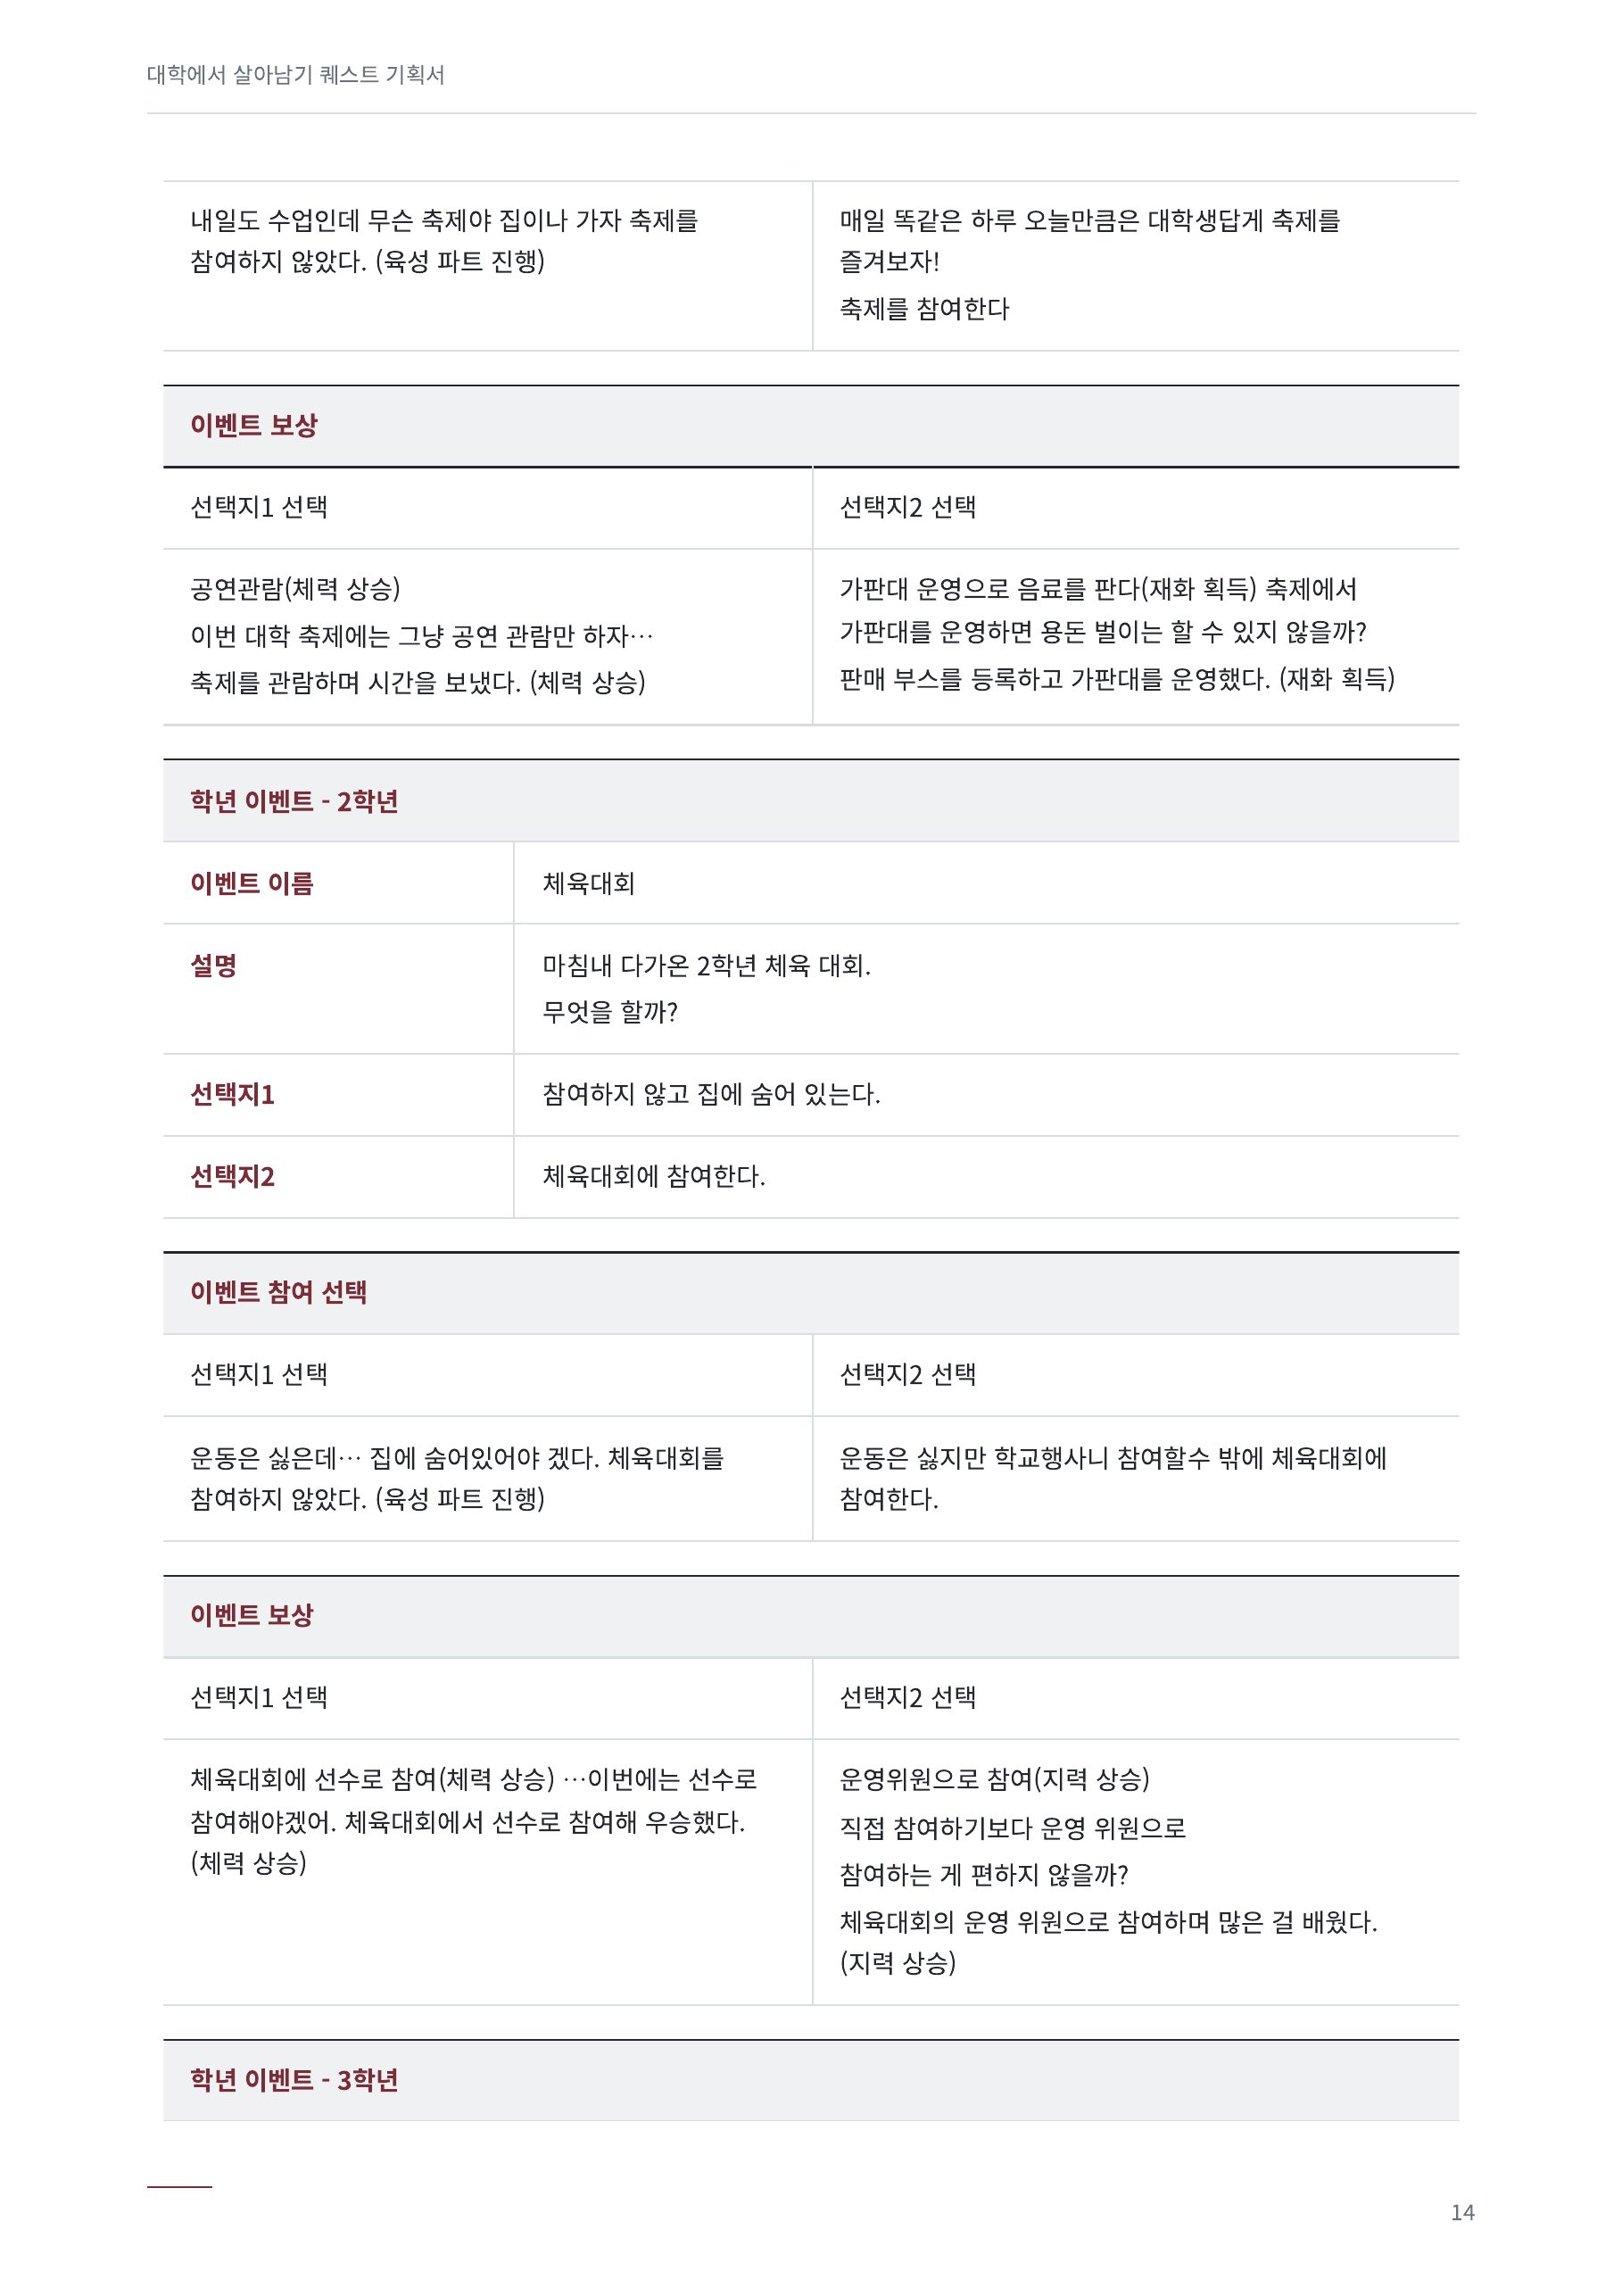 대학에서 살아남기 퀘스트 기획서
내일도 수업인데 무슨 축제야 집이나 가자 축제를
참여하지 않았다. (육성 파트 진행)
매일 똑같은 하루 오늘만큼은 대학생답게 축제를
즐겨보자!
축제를 참여한다
이벤트 보상
선택지1 선택
선택지2 선택
공연관람(체력 상승)
이번 대학 축제에는 그냥 공연 관람만 하자…
축제를 관람하며 시간을 보냈다. (체력 상승)
가판대 운영으로 음료를 판다(재화 획득) 축제에서
가판대를 운영하면 용돈 벌이는 할 수 있지 않을까?
판매 부스를 등록하고 가판대를 운영했다. (재화 획득)
학년 이벤트 - 2학년
이벤트 이름
체육대회
설명
마침내 다가온 2학년 체육 대회.
무엇을 할까?
선택지1
참여하지 않고 집에 숨어 있는다.
선택지2
체육대회에 참여한다.
이벤트 참여 선택
선택지1 선택
선택지2 선택
운동은 싫은데… 집에 숨어있어야 겠다. 체육대회를
참여하지 않았다. (육성 파트 진행)
운동은 싫지만 학교행사니 참여할수 밖에 체육대회에
참여한다.
이벤트 보상
선택지1 선택
선택지2 선택
체육대회에 선수로 참여(체력 상승) …이번에는 선수로
참여해야겠어. 체육대회에서 선수로 참여해 우승했다.
(체력 상승)
운영위원으로 참여(지력 상승)
직접 참여하기보다 운영 위원으로
참여하는 게 편하지 않을까?
체육대회의 운영 위원으로 참여하며 많은 걸 배웠다.
(지력 상승)
학년 이벤트 - 3학년
14